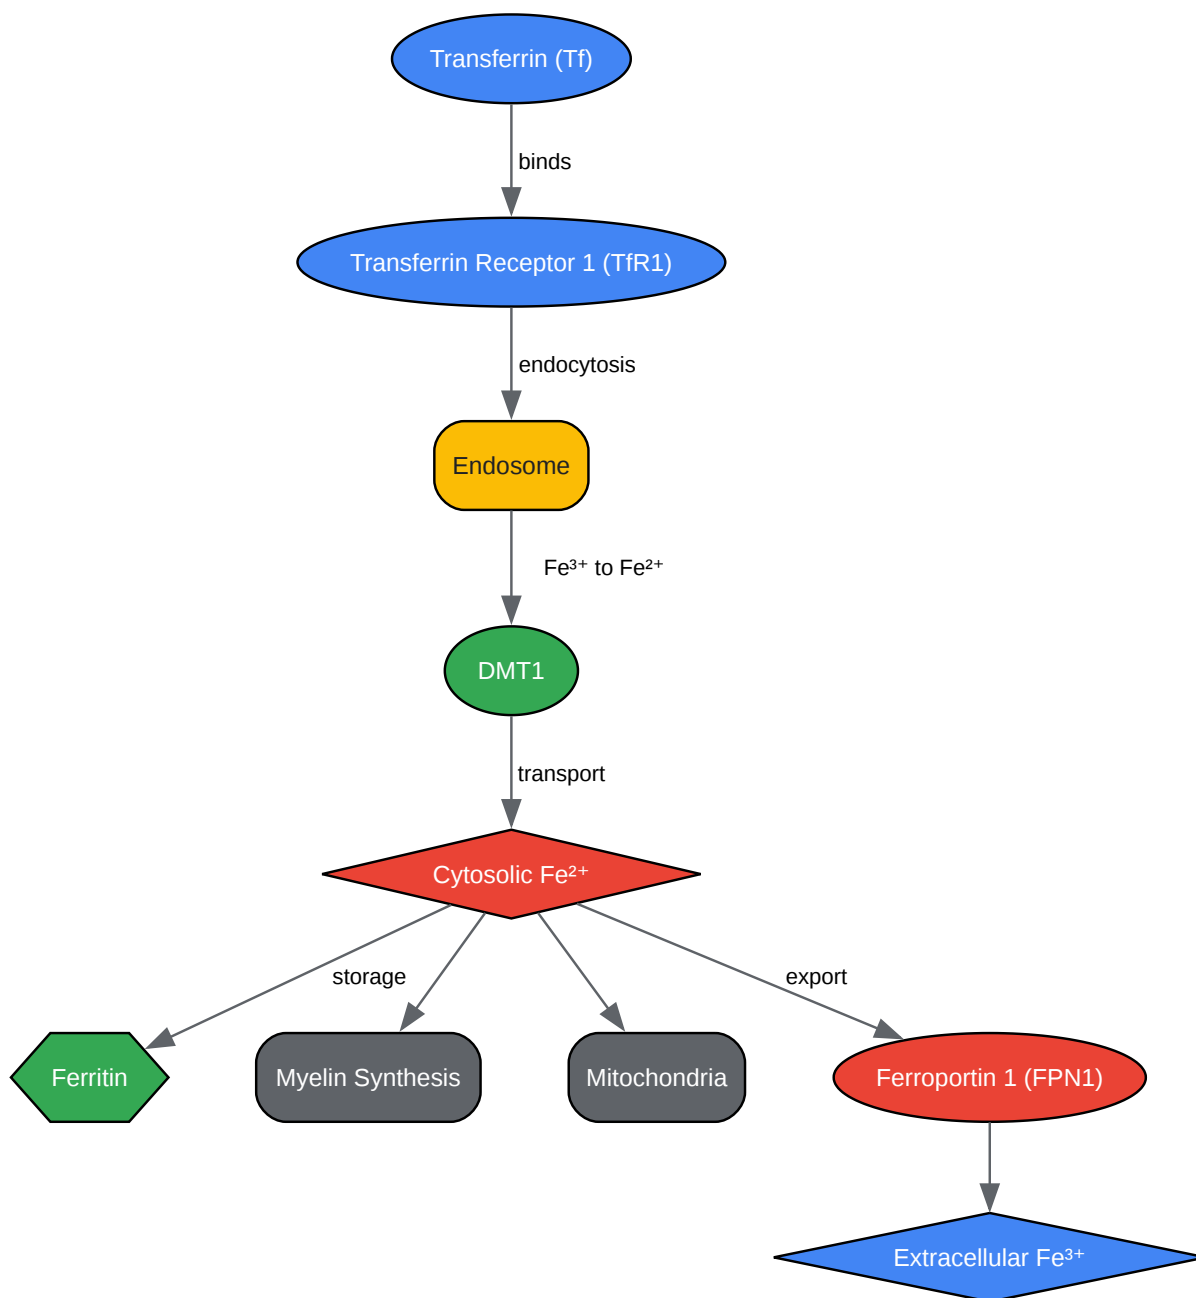 Transferrin (Tf)
binds
Transferrin Receptor 1 (TfR1)
endocytosis
Endosome
Fe³⁺ to Fe²⁺
DMT1
transport
Cytosolic Fe²⁺
storage
export
Ferritin
Myelin Synthesis
Mitochondria
Ferroportin 1 (FPN1)
Extracellular Fe³⁺